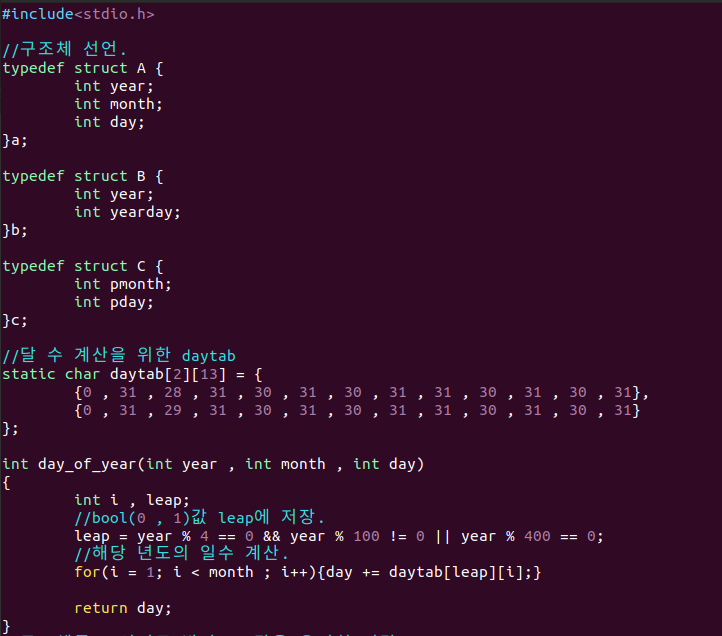 #include<stdio.h>
//구조체 선언.
typedef struct A {
int year;
int month;
int day;
}a;
typedef struct B {
int year;
int yearday;
}b;
typedef struct C {
int pmonth;
int pday;
}c;
//달 수 계산을 위한 daytab
static char daytab[2][13] = {
{0 , 31 , 28 , 31 , 30 , 31 , 30 , 31 , 31 , 30 , 31 , 30 , 31},
{0 , 31 , 29 , 31 , 30 , 31 , 30 , 31 , 31 , 30 , 31 , 30 , 31}
};
int day_of_year(int year , int month , int day)
{
int i , leap;
//bool(0 , 1)값 leap에 저장.
leap = year % 4 == 0 && year % 100 != 0 || year % 400 == 0;
//해당 년도의 일수 계산.
for(i = 1; i < month ; i++){day += daytab[leap][i];}
return day;
}